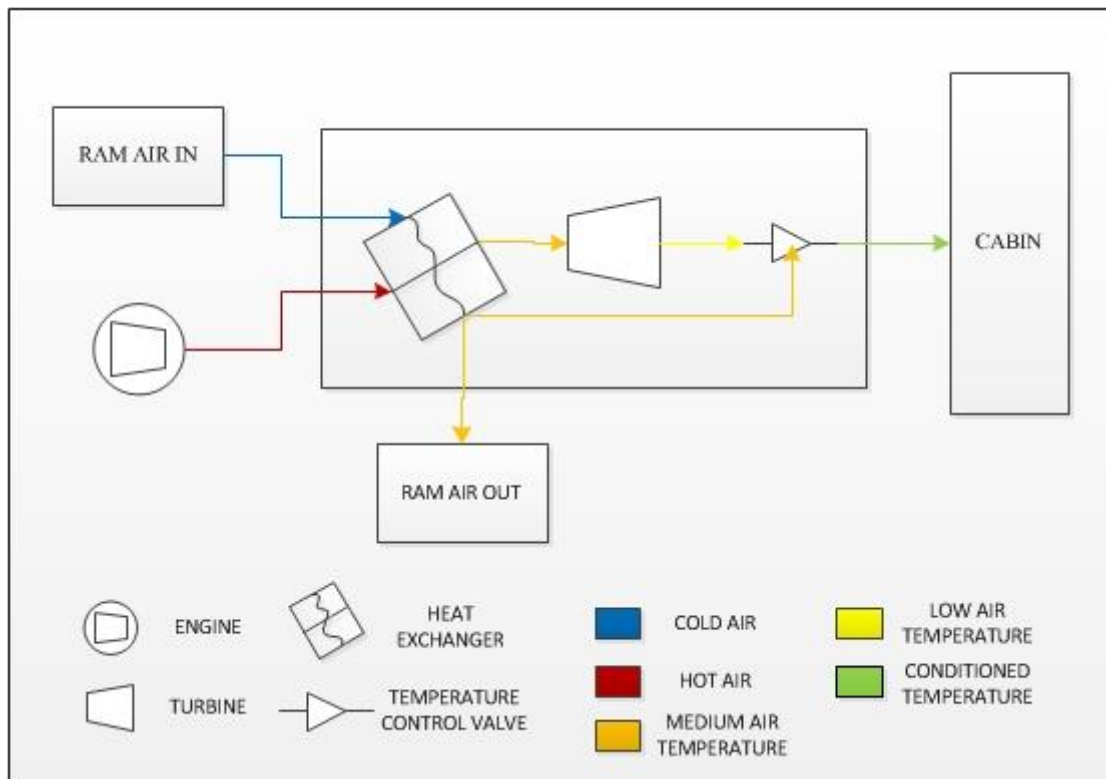 RAM AIR IN
CABIN
RAM AIR OUT
ENGINE
HEAT
EXCHANGER
COLD AIR
LOW AIR
TEMPERATURE
TURBINE
TEMPERATURE
CONTROL VALVE
HOT AIR
CONDITIONED
TEMPERATURE
MEDIUM AIR
TEMPERATURE